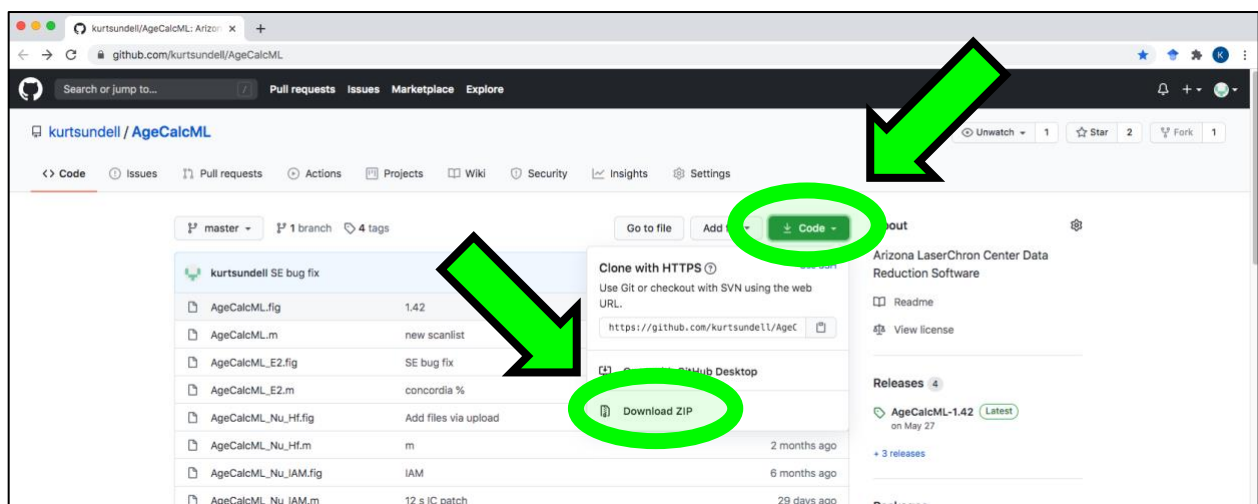 kurtsundell/AgeCalcML: Arizon
github.com/kurtsundell/AgeCalcML
K
Search or jump to...
/
Pull requests Issues Marketplace Explore
kurtsundell / AgeCalcML
Unwatch 1 Star 2 Fork 1
<> Code Issues Pull requests Actions Projects Wiki Security Insights Settings
master 1 branch 4 tags Go to file Add Code
About
Arizona LaserChron Center Data
Reduction Software
Readme
View license
Releases 4
AgeCalcML-1.42 Latest
on May 27
+ 3 releases
kurtsundell SE bug fix
AgeCalcML.fig 1.42
AgeCalcML.m new scanlist
AgeCalcML_E2.fig SE bug fix
AgeCalcML_E2.m concordia %
AgeCalcML_Nu_Hf.fig Add files via upload
AgeCalcML_Nu_Hf.m m 2 months ago
AgeCalcML_Nu_IAM.fig IAM 6 months ago
AgeCalcML_Nu_IAM.m 12 s IC patch 29 days ago
Clone with HTTPS
Use Git or checkout with SVN using the web
URL.
https://github.com/kurtsundell/AgeC
GitHub Desktop
Download ZIP